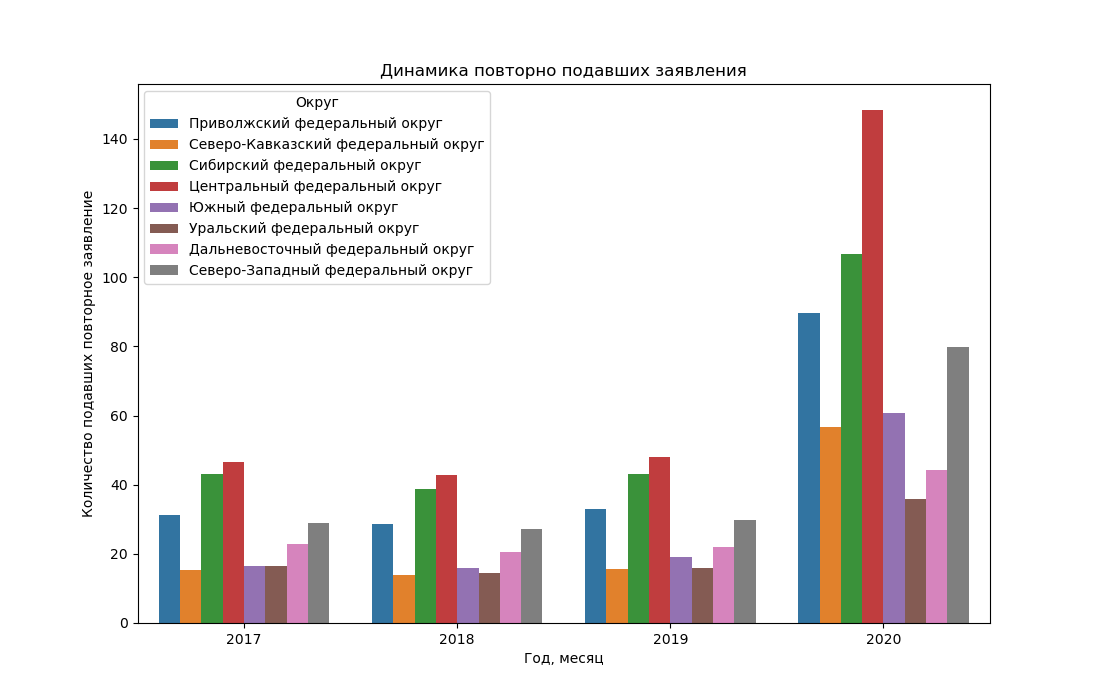 Динамика повторно подавших заявления
Округ
Приволжский федеральный округ
Северо-Кавказский федеральный округ
Сибирский федеральный округ
Центральный федеральный округ
Южный федеральный округ
Уральский федеральный округ
Дальневосточный федеральный округ
Северо-Западный федеральный округ
Количество подавших повторное заявление
140
120
100
80
60
40
20
0
2017 2018 2019 2020
Год, месяц